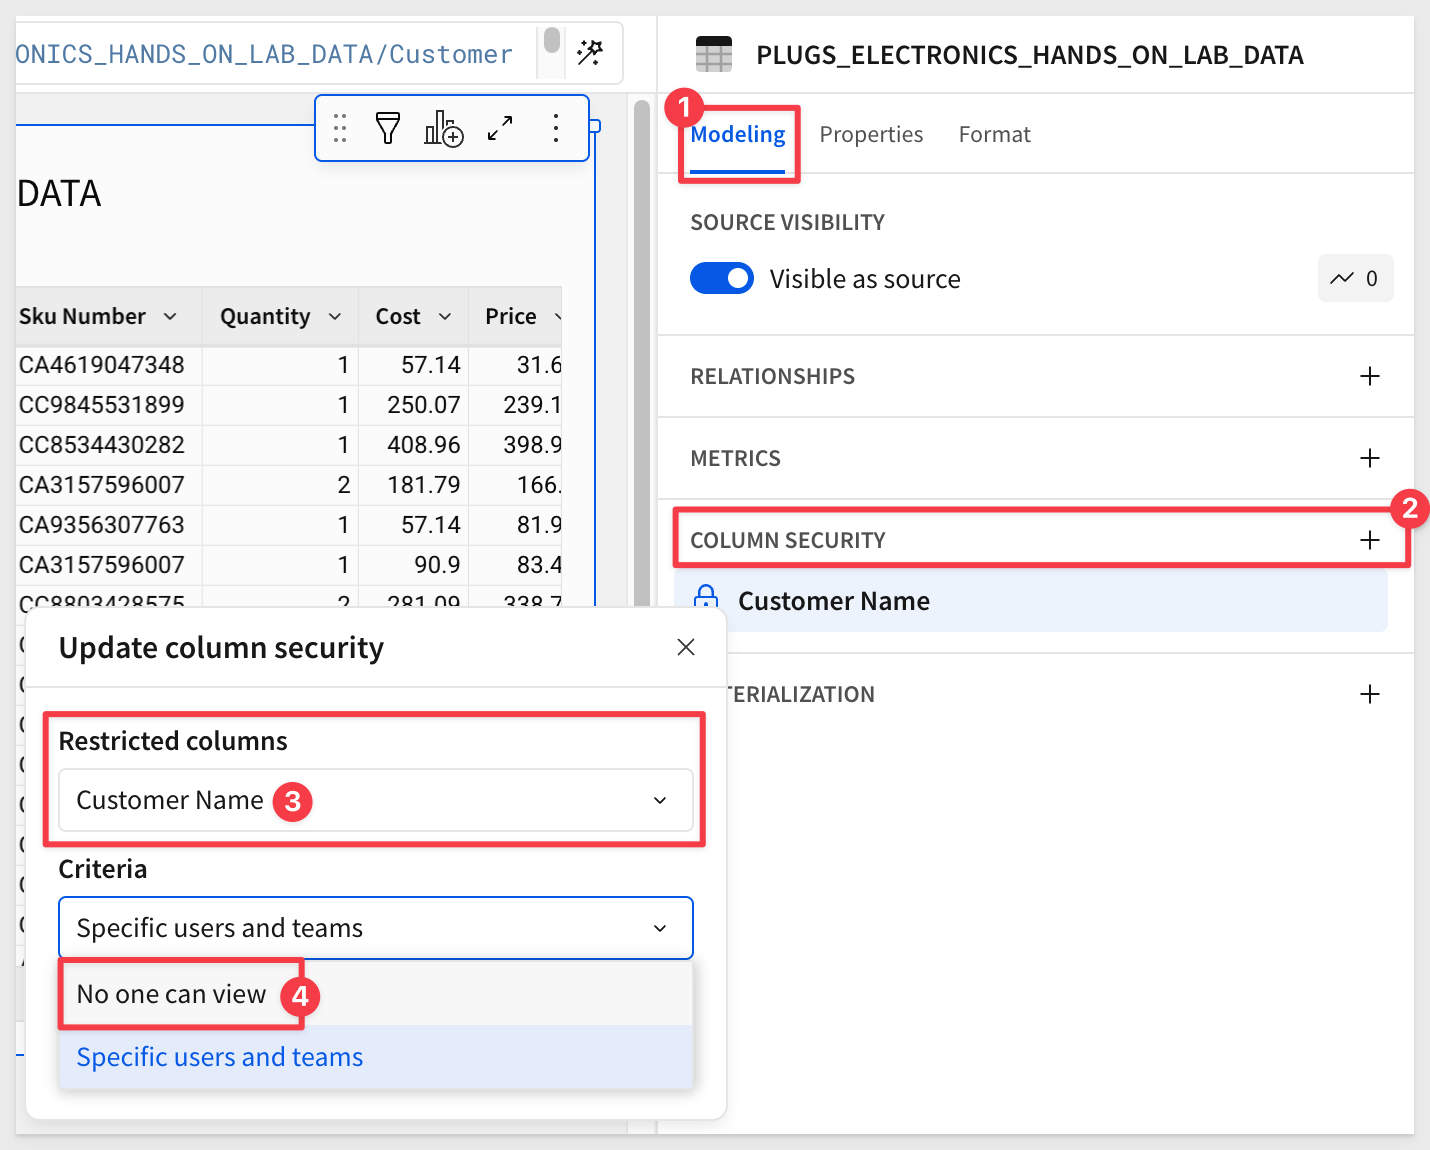 ONICS_HANDS_ON_LAB_DATA/Customer
DATA
Sku Number Quantity Cost Price
CA4619047348 1 57.14 31.6
CC9845531899 1 250.07 239.1
CC8534430282 1 408.96 398.9
CA3157596007 2 181.79 166.
CA9356307763 1 57.14 81.9
CA3157596007 1 90.9 83.4
CC8803428575 2 281.09 338.7
PLUGS_ELECTRONICS_HANDS_ON_LAB_DATA
1
Modeling Properties Format
SOURCE VISIBILITY
Visible as source 0
RELATIONSHIPS
METRICS
2
COLUMN SECURITY
Customer Name
TERIALIZATION
Update column security
Restricted columns
Customer Name 3
Criteria
Specific users and teams
No one can view 4
Specific users and teams